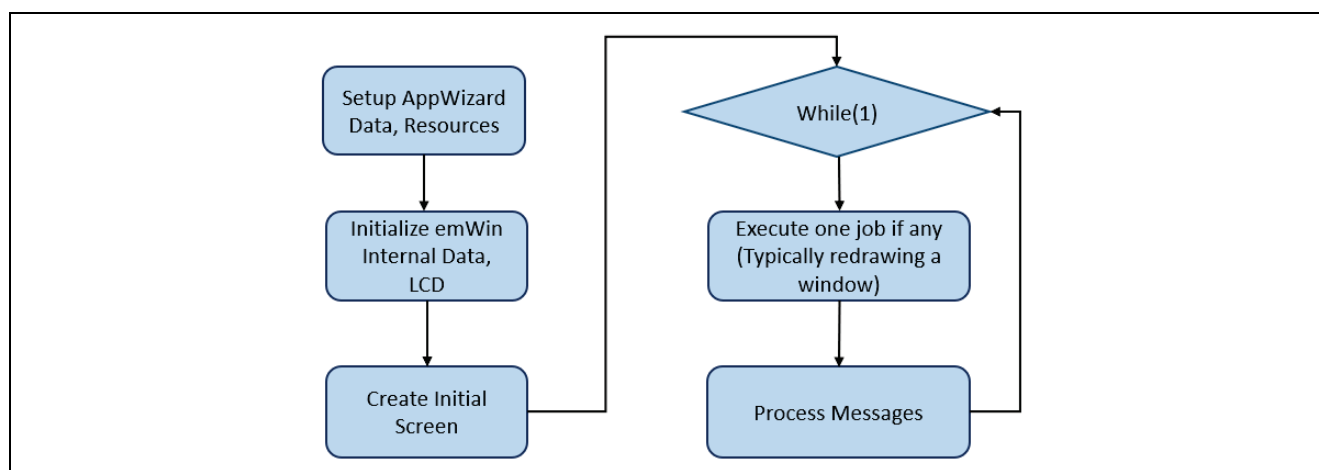 Setup AppWizard
Data, Resources
Initialize emWin
Internal Data,
LCD
Create Initial
Screen
While(1)
Execute one job if any
(Typically redrawing a
window)
Process Messages